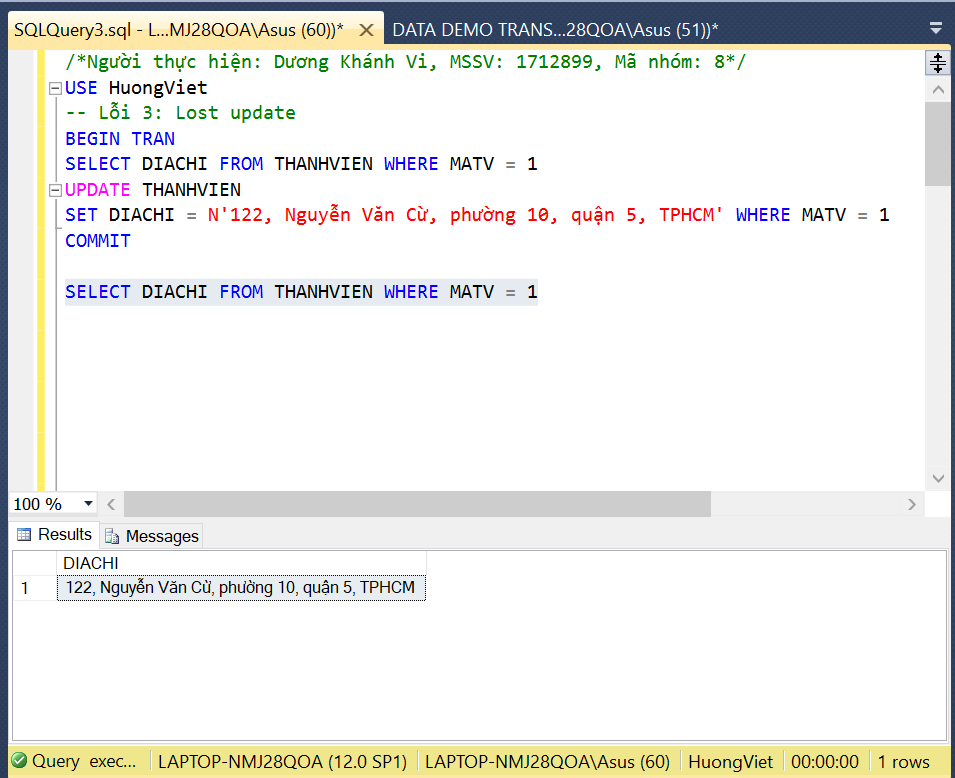 SQLQuery3.sql - L...MJ28QOA\Asus (60))* DATA DEMO TRANS...28QOA\Asus (51))*
/*Người thực hiện: Dương Khánh Vi, MSSV: 1712899, Mã nhóm: 8*/
USE HuongViet
-- Lỗi 3: Lost update
BEGIN TRAN
SELECT DIACHI FROM THANHVIEN WHERE MATV = 1
UPDATE THANHVIEN
SET DIACHI = N'122, Nguyễn Văn Cừ, phường 10, quận 5, TPHCM' WHERE MATV = 1
COMMIT
SELECT DIACHI FROM THANHVIEN WHERE MATV = 1
100 %
Results Messages
DIACHI
1 122, Nguyễn Văn Cừ, phường 10, quận 5, TPHCM
Query exec... LAPTOP-NMJ28QOA (12.0 SP1) LAPTOP-NMJ28QOA\Asus (60) HuongViet 00:00:00 1 rows